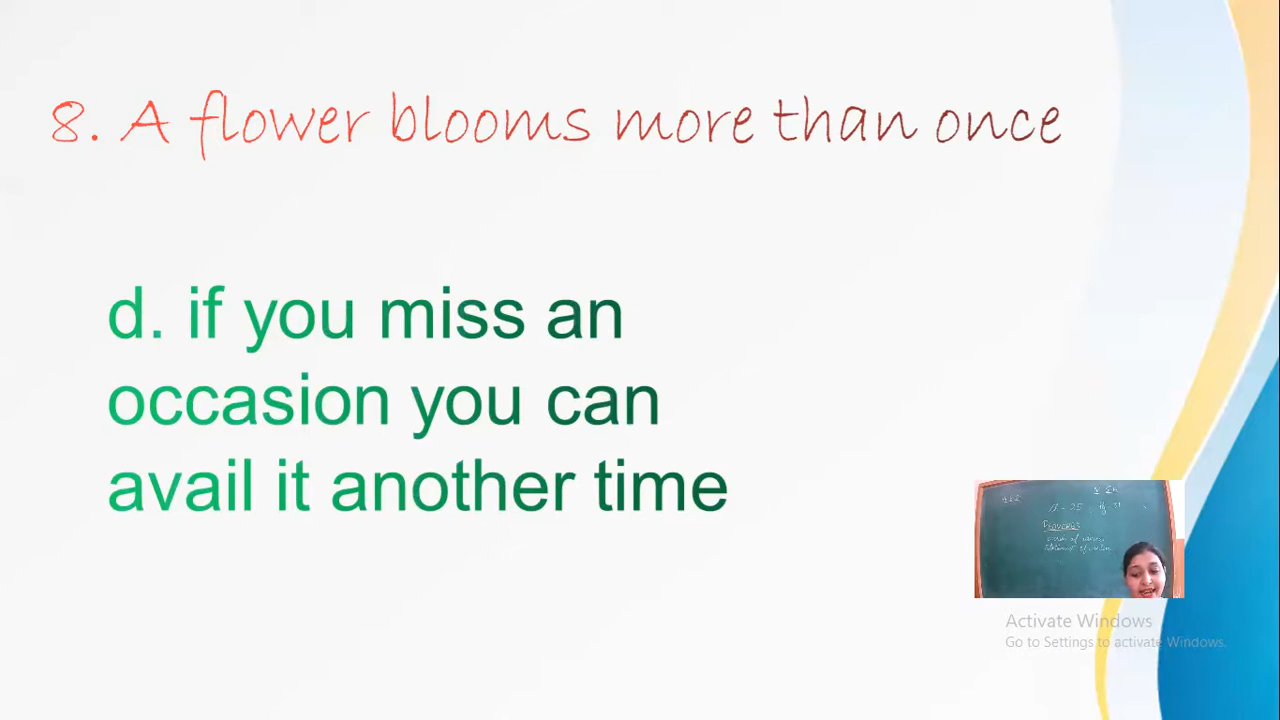 8. A flower blooms more than once
d. if you miss an
occasion you can
avail it another time
PROVERBS
Activate Windows
Go to Settings to activate Windows.